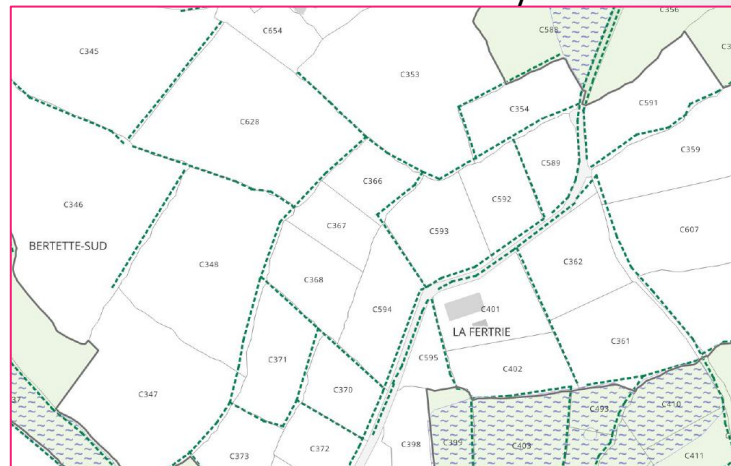 C356
C588
C654
C345
C353
C591
C354
C628
C359
C589
C366
C592
C346
C367
C593
C607
BERTETTE-SUD
C348
C362
C368
C594
C401
LA FERTRIE
C361
C371
C595
C402
C347
C370
C410
C493
C399
C398
C403
C372
C373
C411